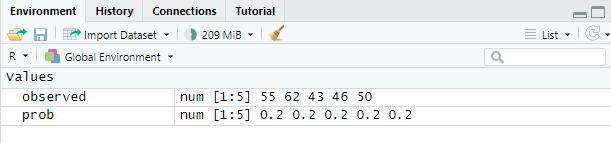 Environment History Connections Tutorial
Import Dataset 209 MiB List
R Global Environment
Values
observed num [1:5] 55 62 43 46 50
prob num [1:5] 0.2 0.2 0.2 0.2 0.2